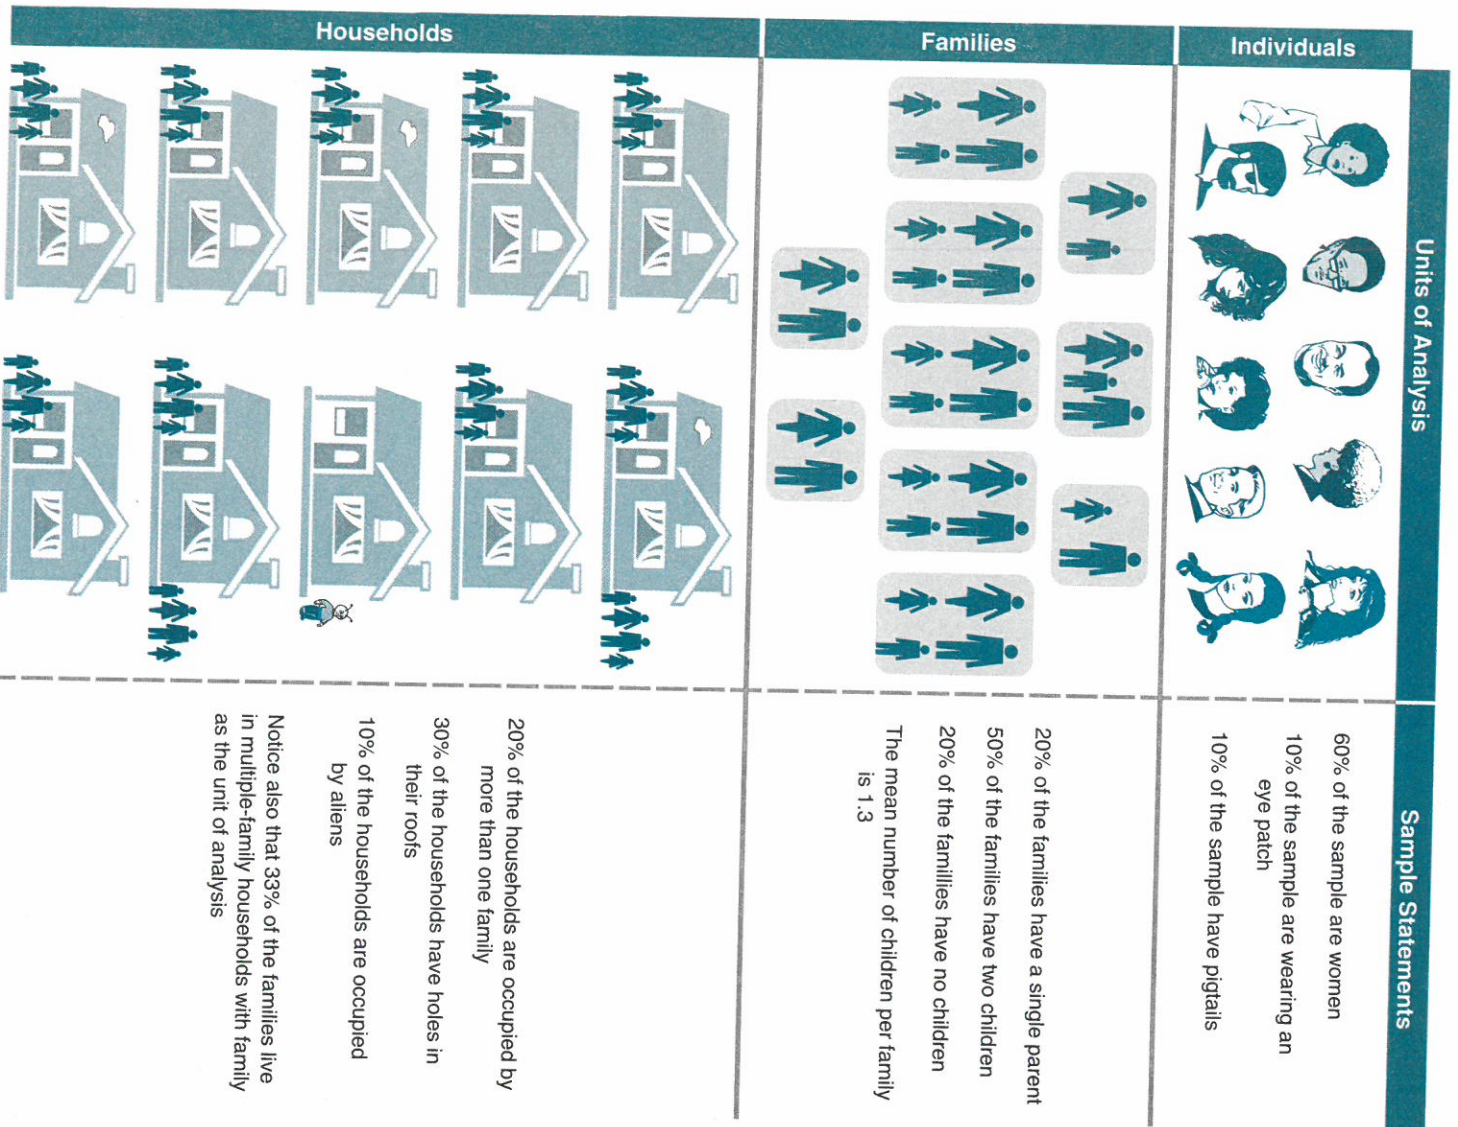 Units of Analysis
Sample Statements
Individuals
60% of the sample are women
10% of the sample are wearing an
eye patch
10% of the sample have pigtails
Families
20% of the families have a single parent
50% of the families have two children
20% of the famillies have no children
The mean number of children per family
is 1.3
Households
20% of the households are occupied by
more than one family
30% of the households have holes in
their roofs
10% of the households are occupied
by aliens
Notice also that 33% of the families live
in multiple-family households with family
as the unit of analysis